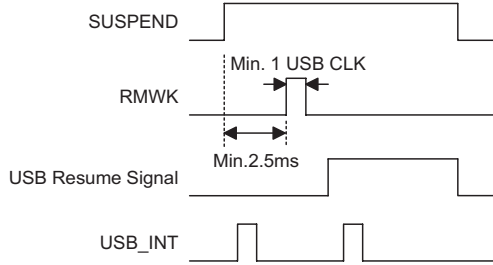 SUSPEND
Min. 1 USB CLK
RMWK
Min.2.5ms
USB Resume Signal
USB_INT